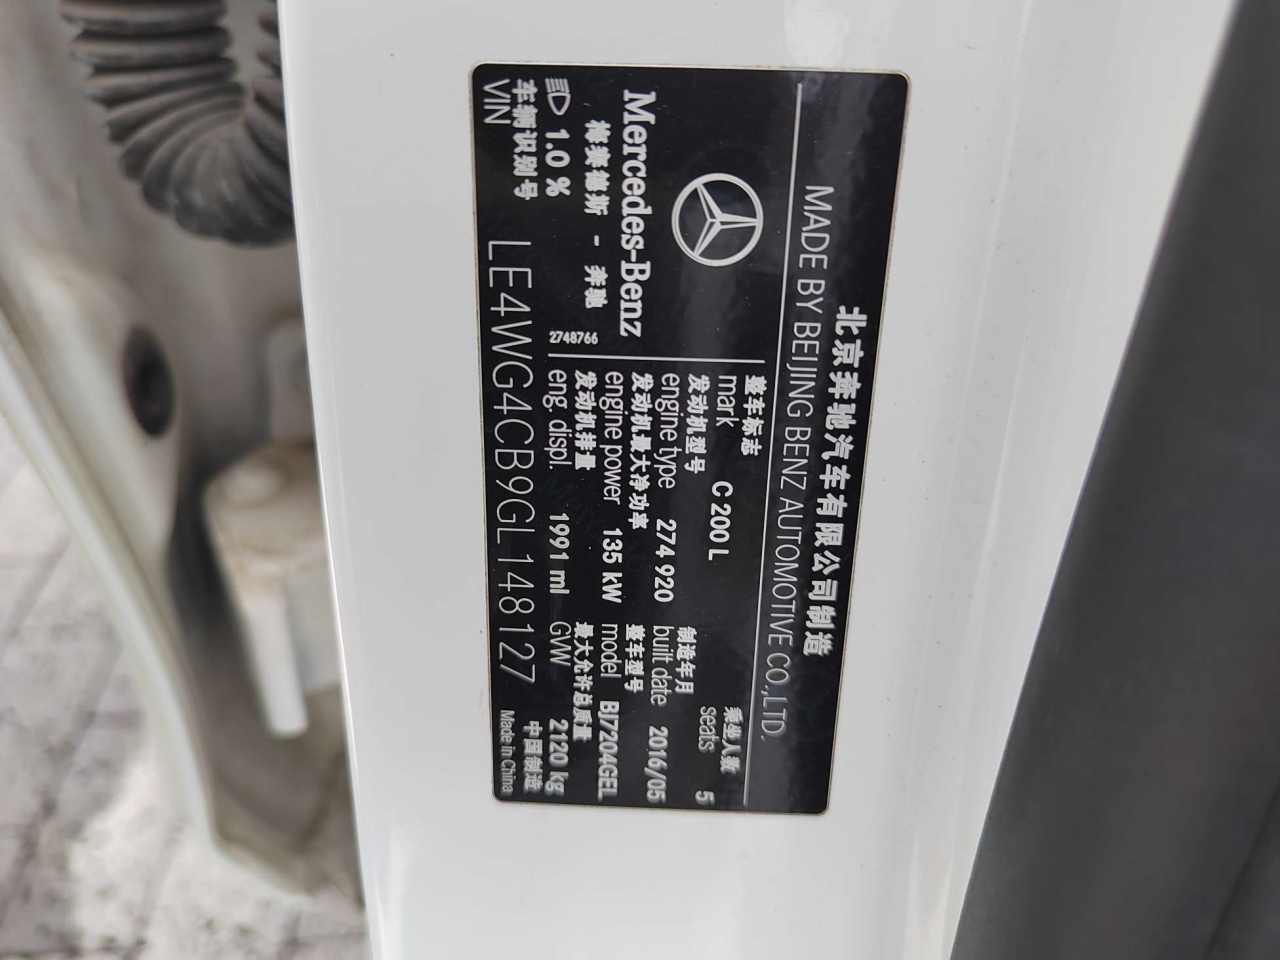 北京奔驰汽车有限公司制造
MADE BY BEIJING BENZ AUTOMOTIVE CO.,LTD.
Mercedes-Benz
梅赛德斯 - 奔驰
2748766
整车标志
mark C 200 L
乘坐人数
seats 5
发动机型号
engine type 274 920
制造年月
built date 2016/05
发动机最大净功率
engine power 135 kW
整车型号
model BJ7204GEL
发动机排量
eng. displ. 1991 ml
最大允许总质量
GVW 2120 kg
1.0 %
车辆识别号
VIN LE4WG4CB9GL148127
中国制造
Made in China